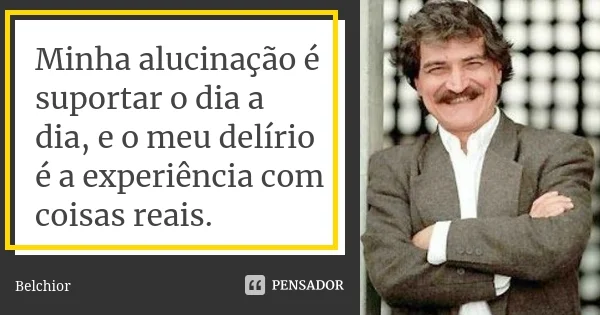 Minha alucinação é
suportar o dia a
dia, e o meu delírio
é a experiência com
coisas reais.
Belchior
PENSADOR